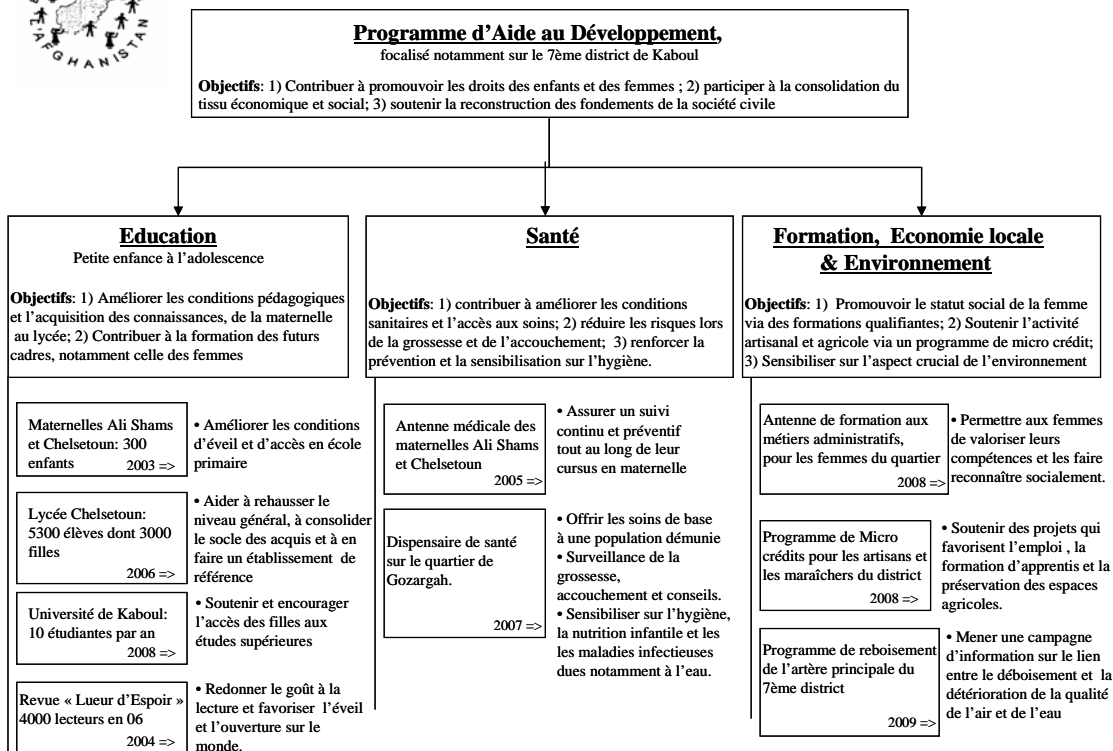 L'AFGHANISTAN
Programme d'Aide au Développement,
focalisé notamment sur le 7ème district de Kaboul
Objectifs: 1) Contribuer à promouvoir les droits des enfants et des femmes ; 2) participer à la consolidation du
tissu économique et social; 3) soutenir la reconstruction des fondements de la société civile
Education
Petite enfance à l'adolescence
Objectifs: 1) Améliorer les conditions pédagogiques
et l'acquisition des connaissances, de la maternelle
au lycée; 2) Contribuer à la formation des futurs
cadres, notamment celle des femmes
Maternelles Ali Shams
et Chelsetoun: 300
enfants 2003 =>
• Améliorer les conditions
d'éveil et d'accès en école
primaire
Lycée Chelsetoun:
5300 élèves dont 3000
filles
2006 =>
• Aider à rehausser le
niveau général, à consolider
le socle des acquis et à en
faire un établissement de
référence
Université de Kaboul:
10 étudiantes par an
2008 =>
• Soutenir et encourager
l'accès des filles aux
études supérieures
Revue « Lueur d'Espoir »
4000 lecteurs en 06
2004 =>
• Redonner le goût à la
lecture et favoriser l'éveil
et l'ouverture sur le
monde.
Santé
Objectifs: 1) contribuer à améliorer les conditions
sanitaires et l'accès aux soins; 2) réduire les risques lors
de la grossesse et de l'accouchement; 3) renforcer la
prévention et la sensibilisation sur l'hygiène.
Antenne médicale des
maternelles Ali Shams
et Chelsetoun
2005 =>
• Assurer un suivi
continu et préventif
tout au long de leur
cursus en maternelle
Dispensaire de santé
sur le quartier de
Gozargah.
2007 =>
• Offrir les soins de base
à une population démunie
• Surveillance de la
grossesse,
accouchement et conseils.
• Sensibiliser sur l'hygiène,
la nutrition infantile et les
les maladies infectieuses
dues notamment à l'eau.
Formation, Economie locale
& Environnement
Objectifs: 1) Promouvoir le statut social de la femme
via des formations qualifiantes; 2) Soutenir l'activité
artisanal et agricole via un programme de micro crédit;
3) Sensibiliser sur l'aspect crucial de l'environnement
Antenne de formation aux
métiers administratifs,
pour les femmes du quartier
2008 =>
• Permettre aux femmes
de valoriser leurs
compétences et les faire
reconnaître socialement.
Programme de Micro
crédits pour les artisans et
les maraîchers du district
2008 =>
• Soutenir des projets qui
favorisent l'emploi , la
formation d'apprentis et la
préservation des espaces
agricoles.
Programme de reboisement
de l'artère principale du
7ème district
2009 =>
• Mener une campagne
d'information sur le lien
entre le déboisement et la
détérioration de la qualité
de l'air et de l'eau